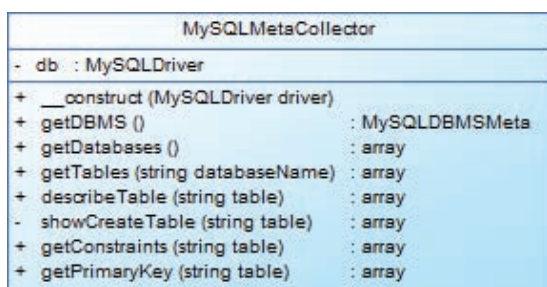 MySQLMetaCollector
- db : MySQLDriver
+ __construct (MySQLDriver driver)
+ getDBMS () : MySQLDBMSMeta
+ getDatabases () : array
+ getTables (string databaseName) : array
+ describeTable (string table) : array
- showCreateTable (string table) : array
+ getConstraints (string table) : array
+ getPrimaryKey (string table) : array